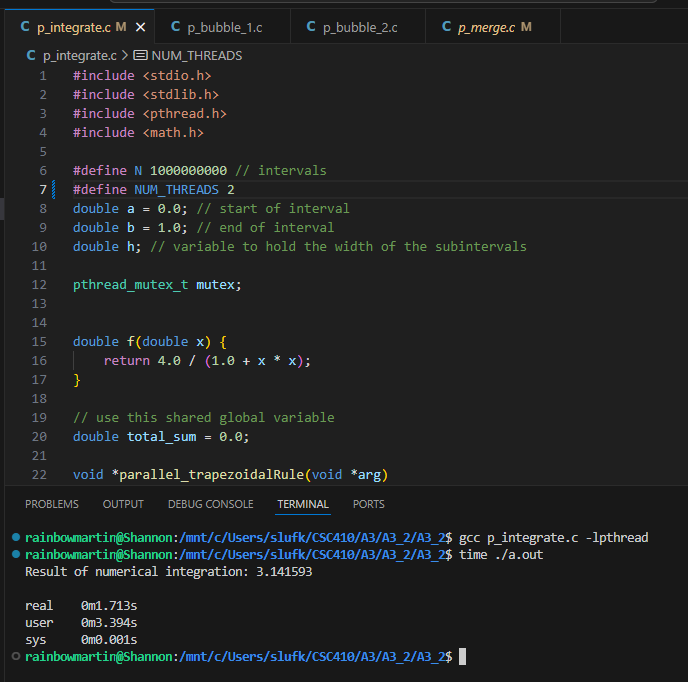 C p_integrate.c M ×
C p_bubble_1.c
C p_bubble_2.c
C p_merge.c M
C p_integrate.c > NUM_THREADS
1 #include <stdio.h>
2 #include <stdlib.h>
3 #include <pthread.h>
4 #include <math.h>
5
6 #define N 1000000000 // intervals
7 #define NUM_THREADS 2
8 double a = 0.0; // start of interval
9 double b = 1.0; // end of interval
10 double h; // variable to hold the width of the subintervals
11
12 pthread_mutex_t mutex;
13
14
15 double f(double x) {
16     return 4.0 / (1.0 + x * x);
17 }
18
19 // use this shared global variable
20 double total_sum = 0.0;
21
22 void *parallel_trapezoidalRule(void *arg)
PROBLEMS OUTPUT DEBUG CONSOLE TERMINAL PORTS
rainbowmartin@Shannon:/mnt/c/Users/slufk/CSC410/A3/A3_2/A3_2$ gcc p_integrate.c -lpthread
rainbowmartin@Shannon:/mnt/c/Users/slufk/CSC410/A3/A3_2/A3_2$ time ./a.out
Result of numerical integration: 3.141593
real 0m1.713s
user 0m3.394s
sys 0m0.001s
rainbowmartin@Shannon:/mnt/c/Users/slufk/CSC410/A3/A3_2/A3_2$